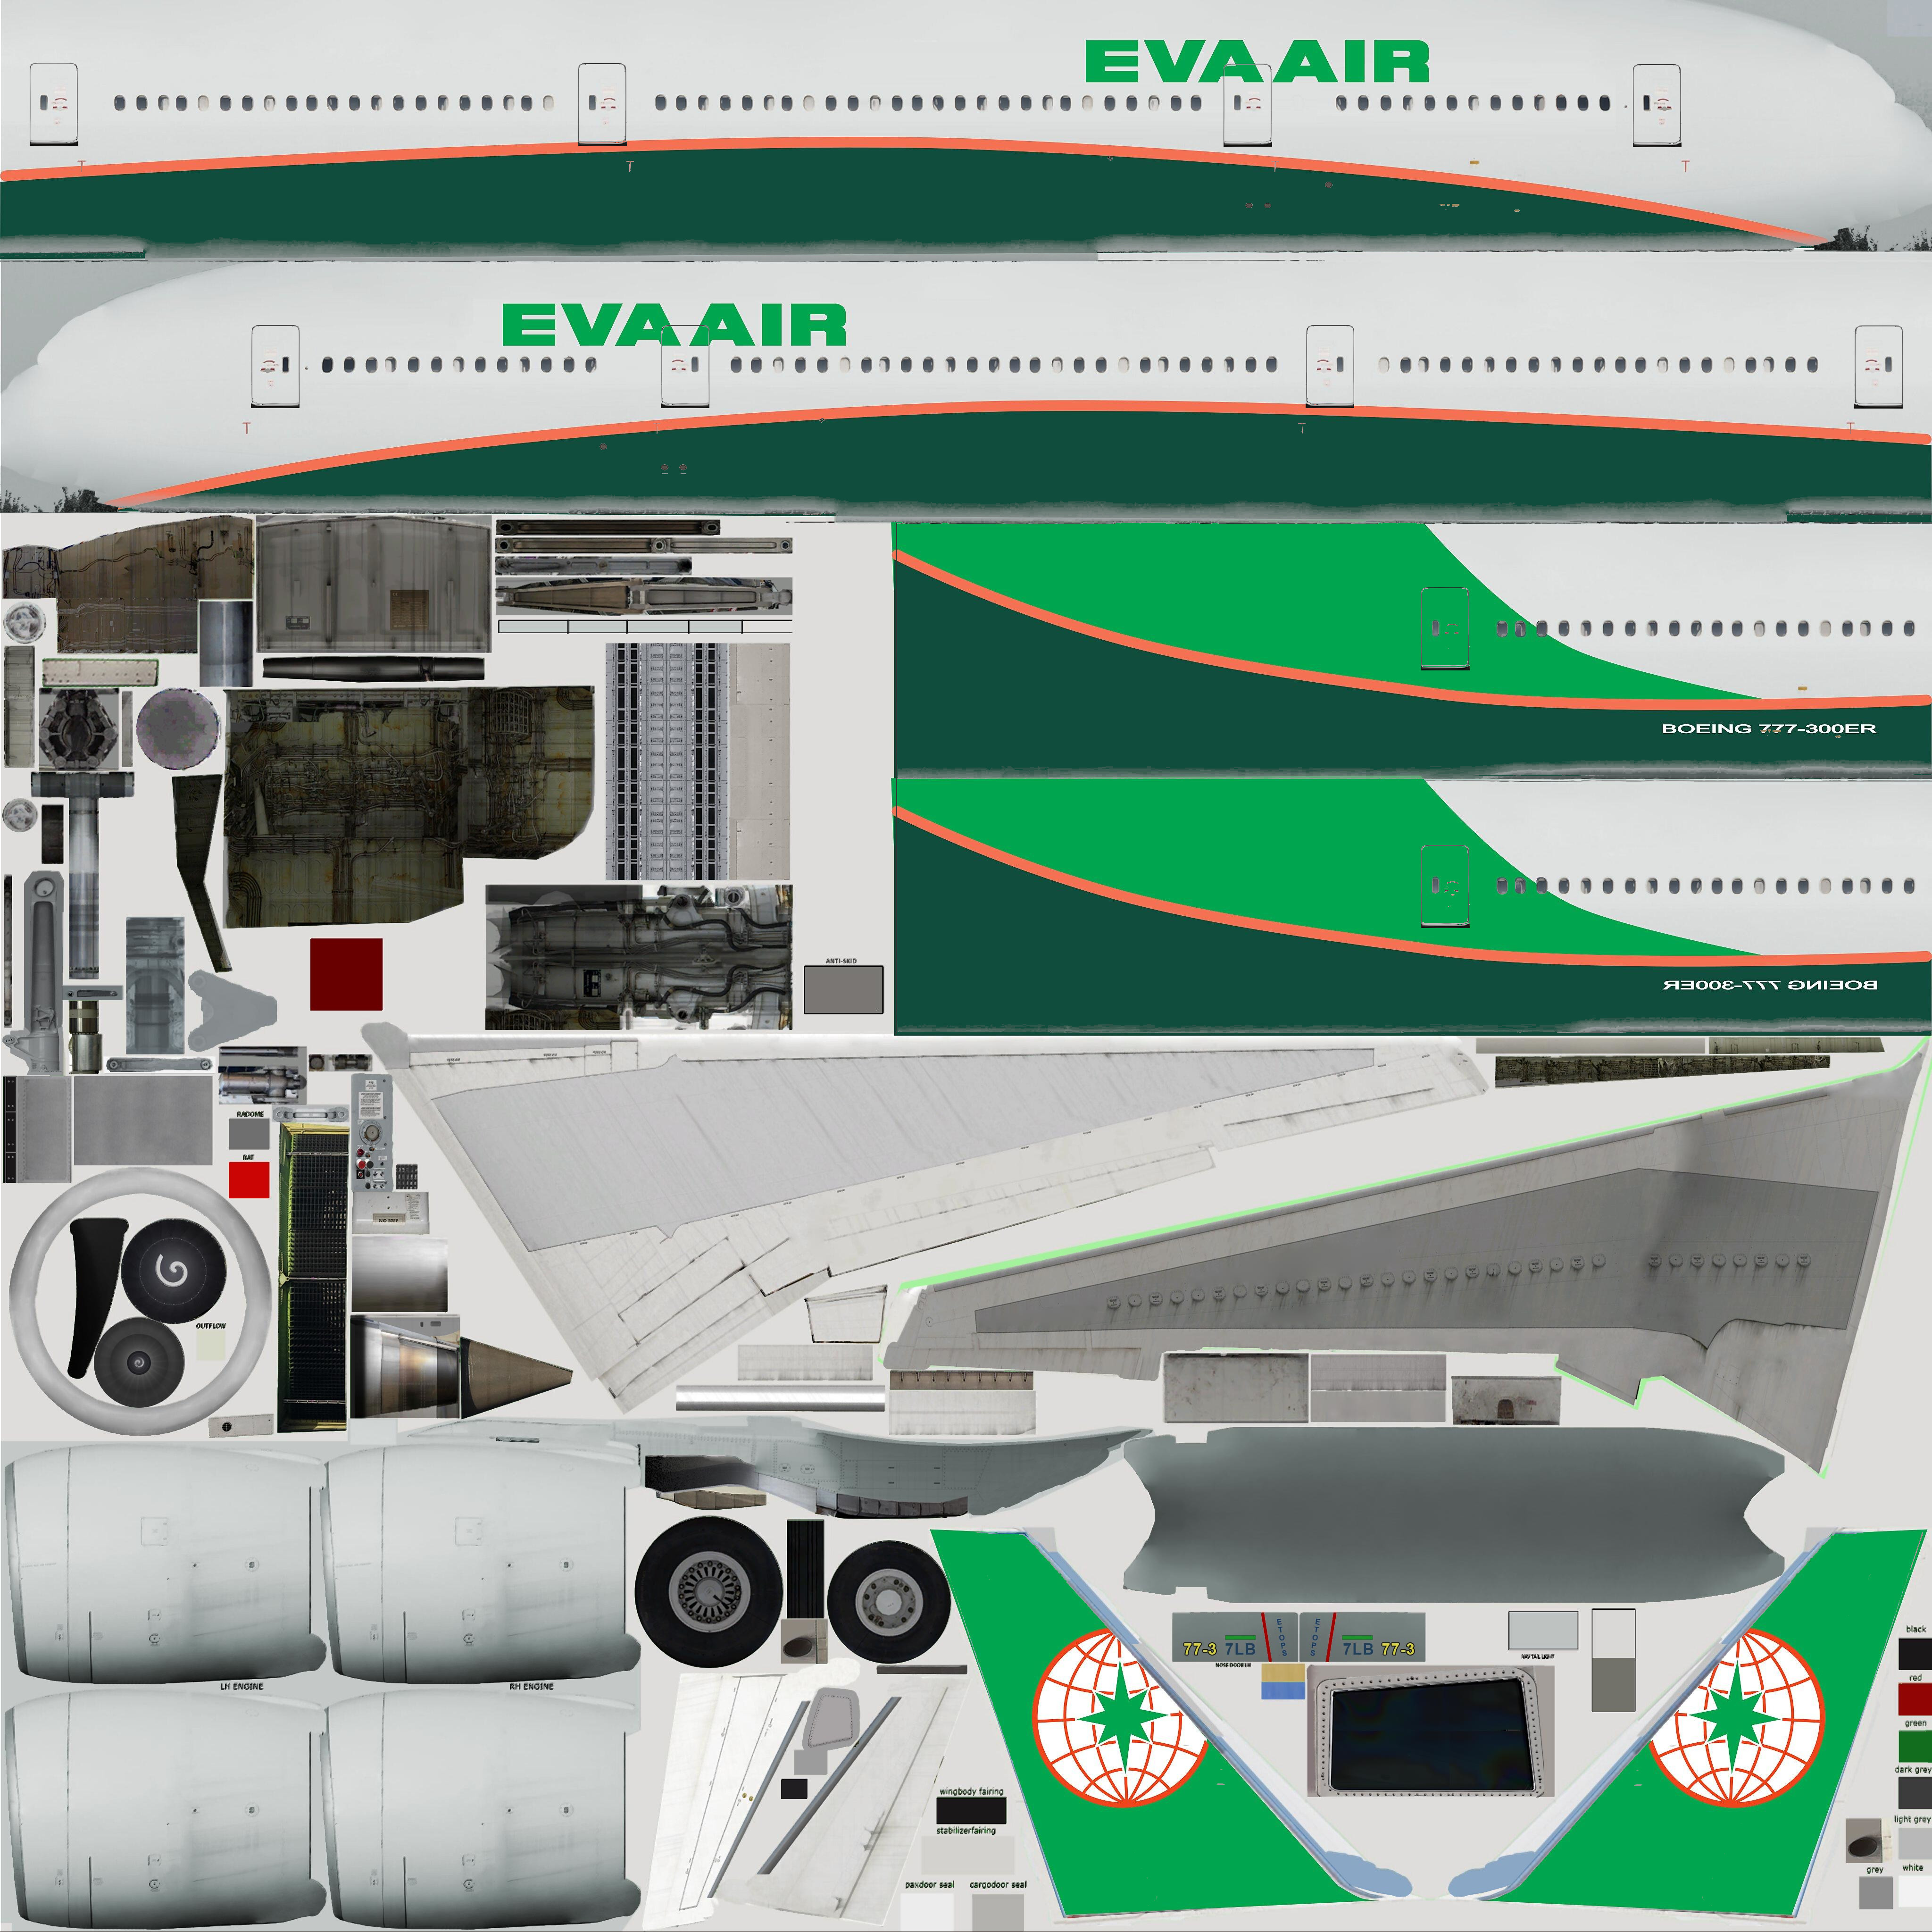 EVA AIR
EVA AIR
BOEING 777-300ER
BOEING 777-300ER
ANTI-SKID
RADOME
RAT
NO STEP
OUTFLOW
LH ENGINE
RH ENGINE
77-3 7LB ETOPS
ETOPS 7LB 77-3
NOSE DOOR LH
NAV TAIL LIGHT
black
red
green
dark grey
light grey
grey
white
wingbody fairing
stabilizerfairing
paxdoor seal
cargodoor seal